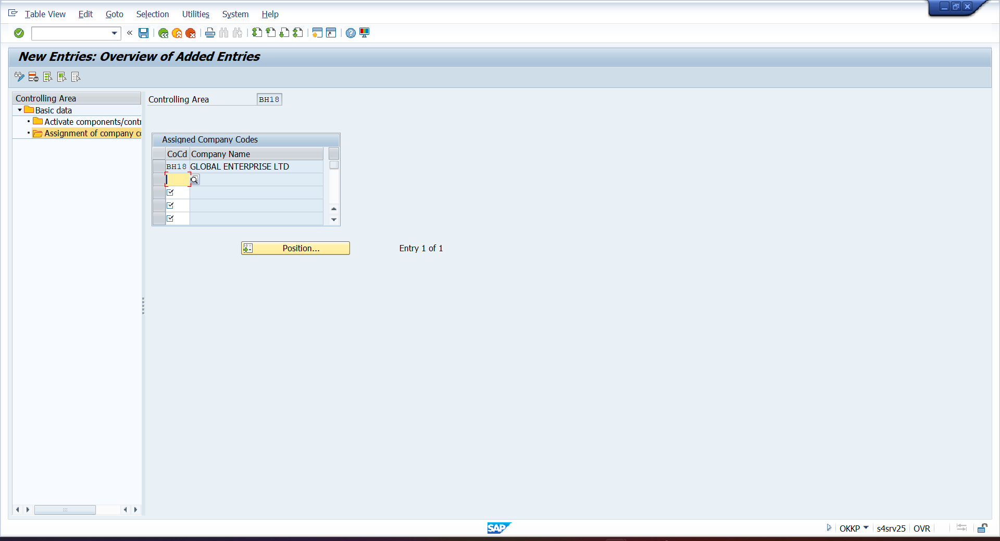 Table View Edit Goto Selection Utilities System Help
New Entries: Overview of Added Entries
Controlling Area
Basic data
Activate components/contr
Assignment of company co
Controlling Area BH18
Assigned Company Codes
CoCd Company Name
BH18 GLOBAL ENTERPRISE LTD
Position... Entry 1 of 1
SAP
OKKP s4srv25 OVR